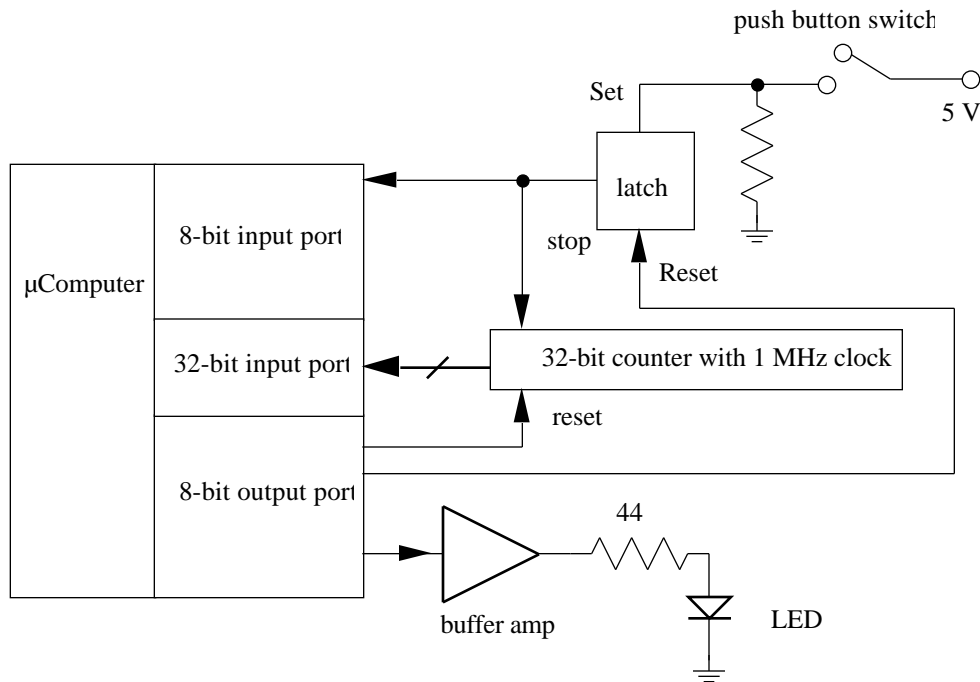 push button switch
Set
5 V
latch
8-bit input port
stop
µComputer
Reset
32-bit input port
32-bit counter with 1 MHz clock
reset
8-bit output port
44
buffer amp
LED